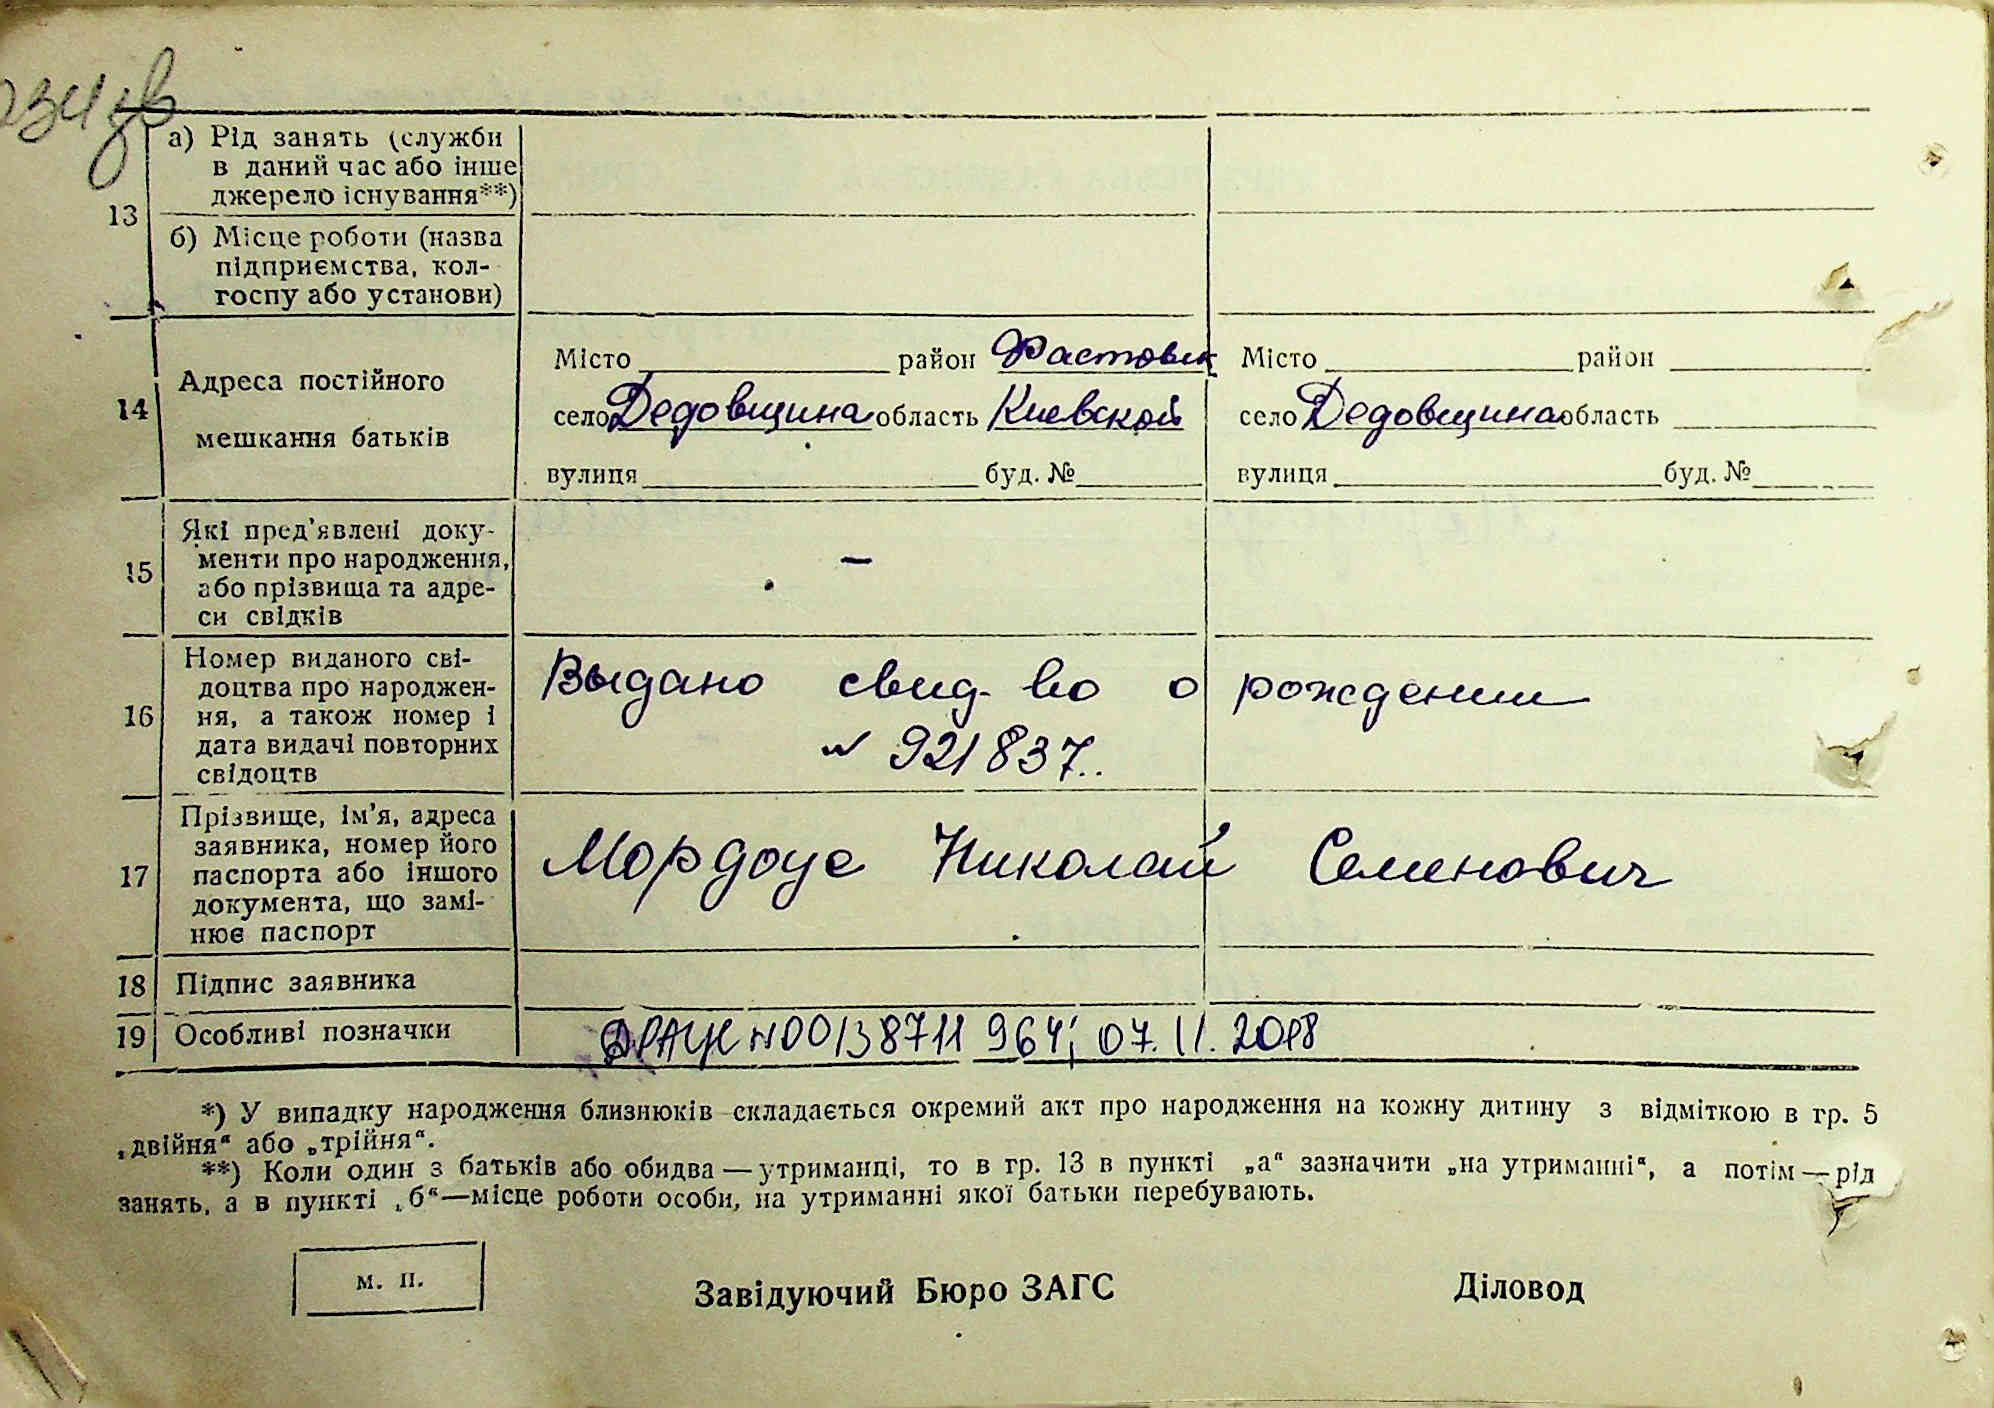 13
а) Рід занять (служби
в даний час або інше
джерело існування**)
б) Місце роботи (назва
підприємства, кол-
госпу або установи)
14
Адреса постійного
мешкання батьків
Місто район Фастовск
село Дедовщина область Киевской
вулиця буд. №
Місто район
село Дедовщина область
вулиця буд. №
15
Які пред'явлені доку-
менти про народження,
або прізвища та адре-
си свідків
—
16
Номер виданого сві-
доцтва про народжен-
ня, а також номер і
дата видачі повторних
свідоцтв
Выдано свид-во о рождении
№ 921837..
17
Прізвище, ім'я, адреса
заявника, номер його
паспорта або іншого
документа, що замі-
нює паспорт
Мордоус Николай Семенович
18 Підпис заявника
19 Особливі позначки
ДРАЦС №00138711964; 07.11.2018
*) У випадку народження близнюків складається окремий акт про народження на кожну дитину з відміткою в гр. 5
„двійня“ або „трійня“.
**) Коли один з батьків або обидва — утриманці, то в гр. 13 в пункті „а“ зазначити „на утриманні“, а потім — рід
занять, а в пункті „б“—місце роботи особи, на утриманні якої батьки перебувають.
м. п.
Завідуючий Бюро ЗАГС Діловод